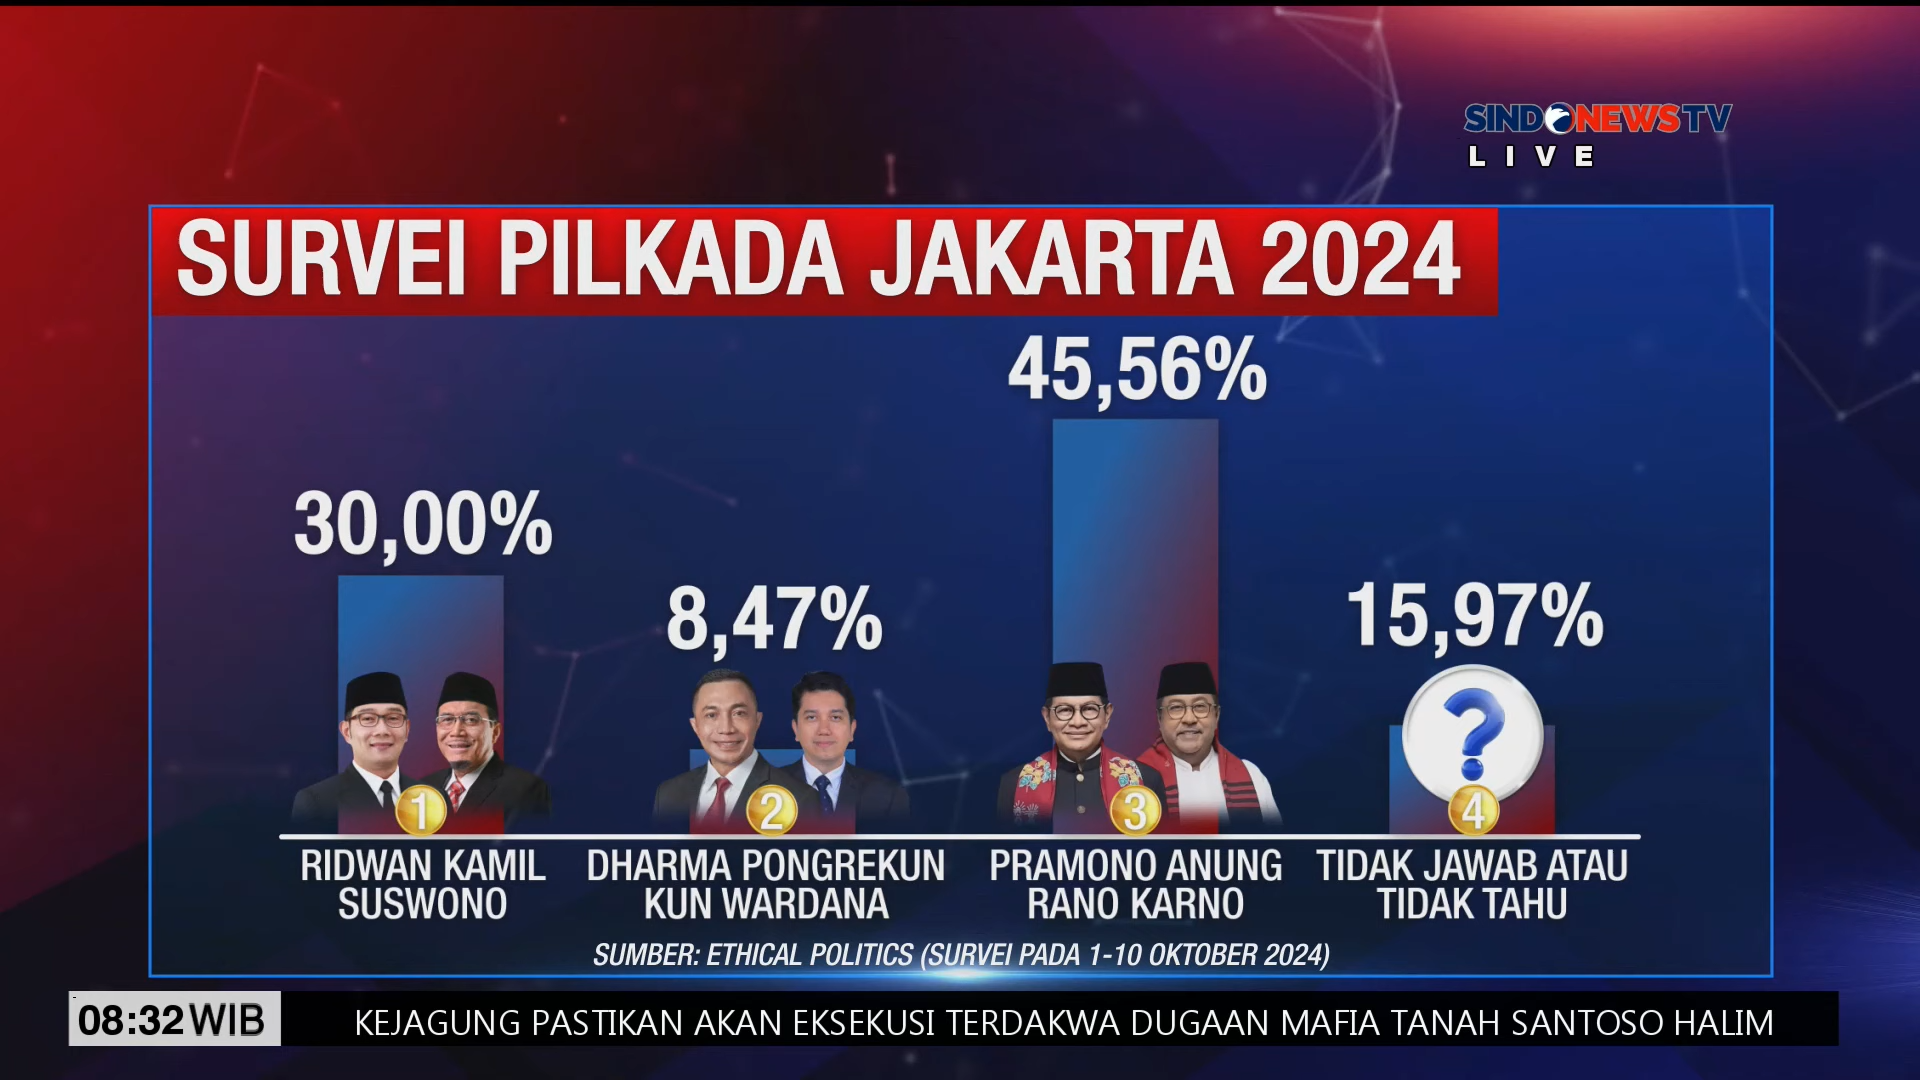 SINDONEWS TV
LIVE
SURVEI PILKADA JAKARTA 2024
30,00%
8,47%
45,56%
15,97%
1
2
3
?
4
RIDWAN KAMIL
SUSWONO
DHARMA PONGREKUN
KUN WARDANA
PRAMONO ANUNG
RANO KARNO
TIDAK JAWAB ATAU
TIDAK TAHU
SUMBER: ETHICAL POLITICS (SURVEI PADA 1-10 OKTOBER 2024)
08:32 WIB
KEJAGUNG PASTIKAN AKAN EKSEKUSI TERDAKWA DUGAAN MAFIA TANAH SANTOSO HALIM